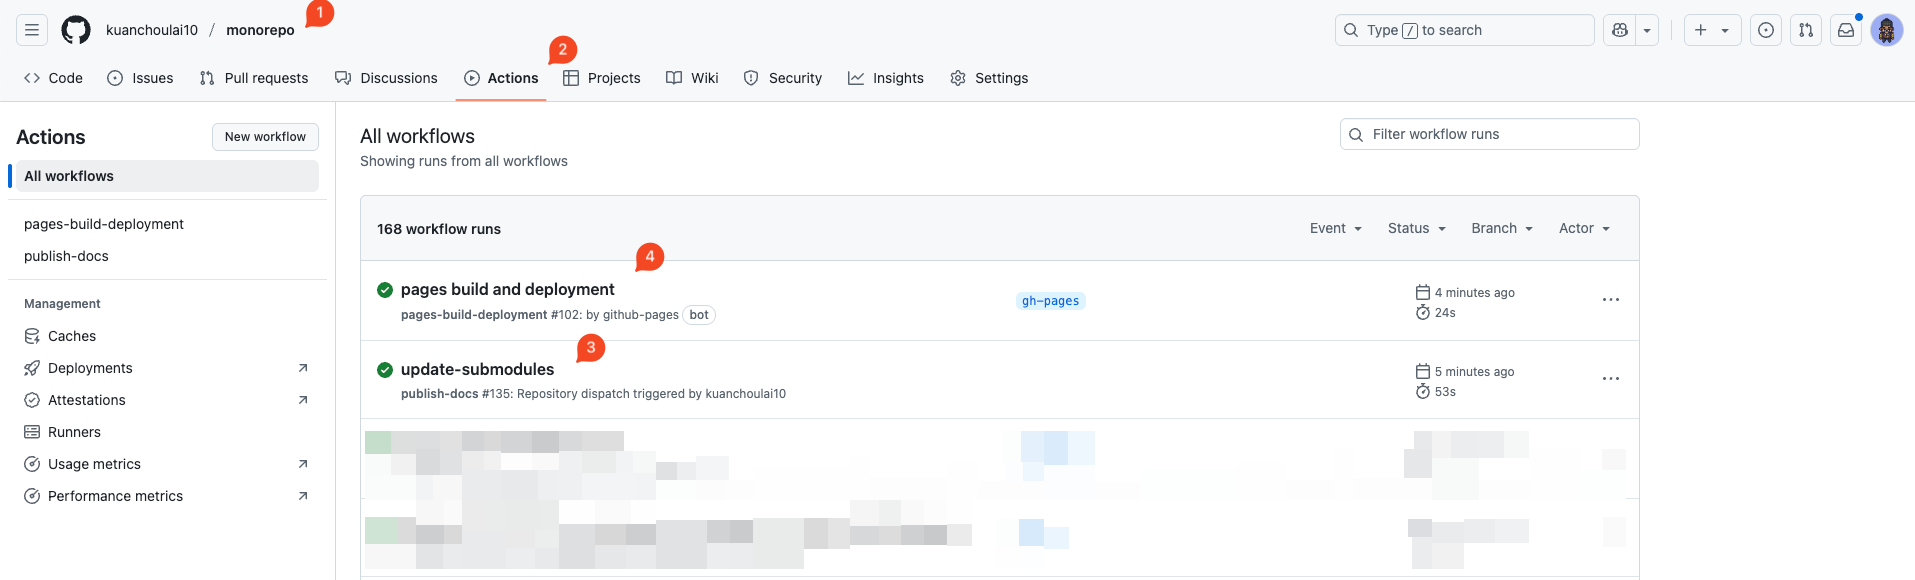 kuanchoulai10 / monorepo
1
Type / to search
Code
Issues
Pull requests
Discussions
Actions
2
Projects
Wiki
Security
Insights
Settings
Actions
New workflow
All workflows
pages-build-deployment
publish-docs
Management
Caches
Deployments
Attestations
Runners
Usage metrics
Performance metrics
All workflows
Showing runs from all workflows
Filter workflow runs
168 workflow runs
Event
Status
Branch
Actor
4
pages build and deployment
pages-build-deployment #102: by github-pages bot
gh-pages
4 minutes ago
24s
3
update-submodules
publish-docs #135: Repository dispatch triggered by kuanchoulai10
5 minutes ago
53s